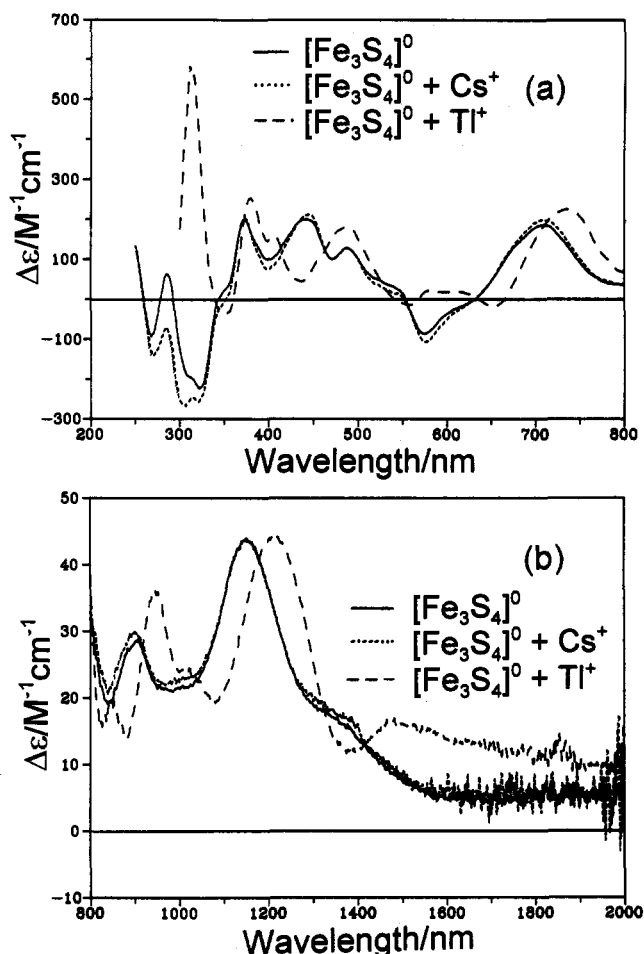 700
500
300
100
−100
−300
Δε/M⁻¹cm⁻¹
[Fe₃S₄]⁰
[Fe₃S₄]⁰ + Cs⁺
[Fe₃S₄]⁰ + Tl⁺
(a)
200 300 400 500 600 700 800
Wavelength/nm
50
40
30
20
10
0
−10
Δε/M⁻¹cm⁻¹
(b)
[Fe₃S₄]⁰
[Fe₃S₄]⁰ + Cs⁺
[Fe₃S₄]⁰ + Tl⁺
800 1000 1200 1400 1600 1800 2000
Wavelength/nm